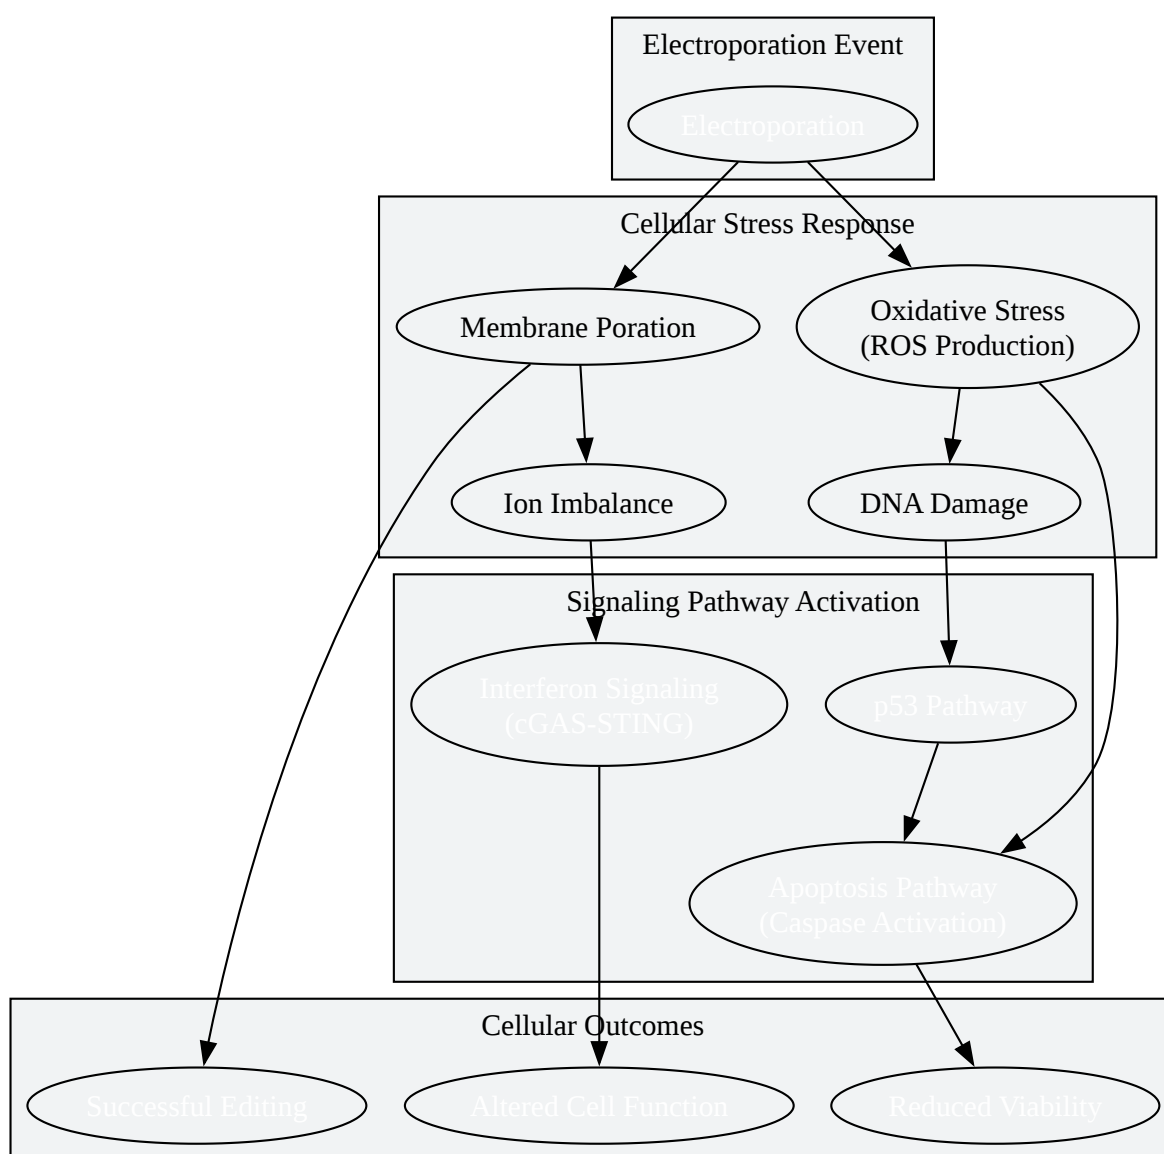 Electroporation Event
Electroporation
Cellular Stress Response
Membrane Poration
Oxidative Stress
(ROS Production)
Ion Imbalance
DNA Damage
Signaling Pathway Activation
Interferon Signaling
(cGAS-STING)
p53 Pathway
Apoptosis Pathway
(Caspase Activation)
Cellular Outcomes
Successful Editing
Altered Cell Function
Reduced Viability